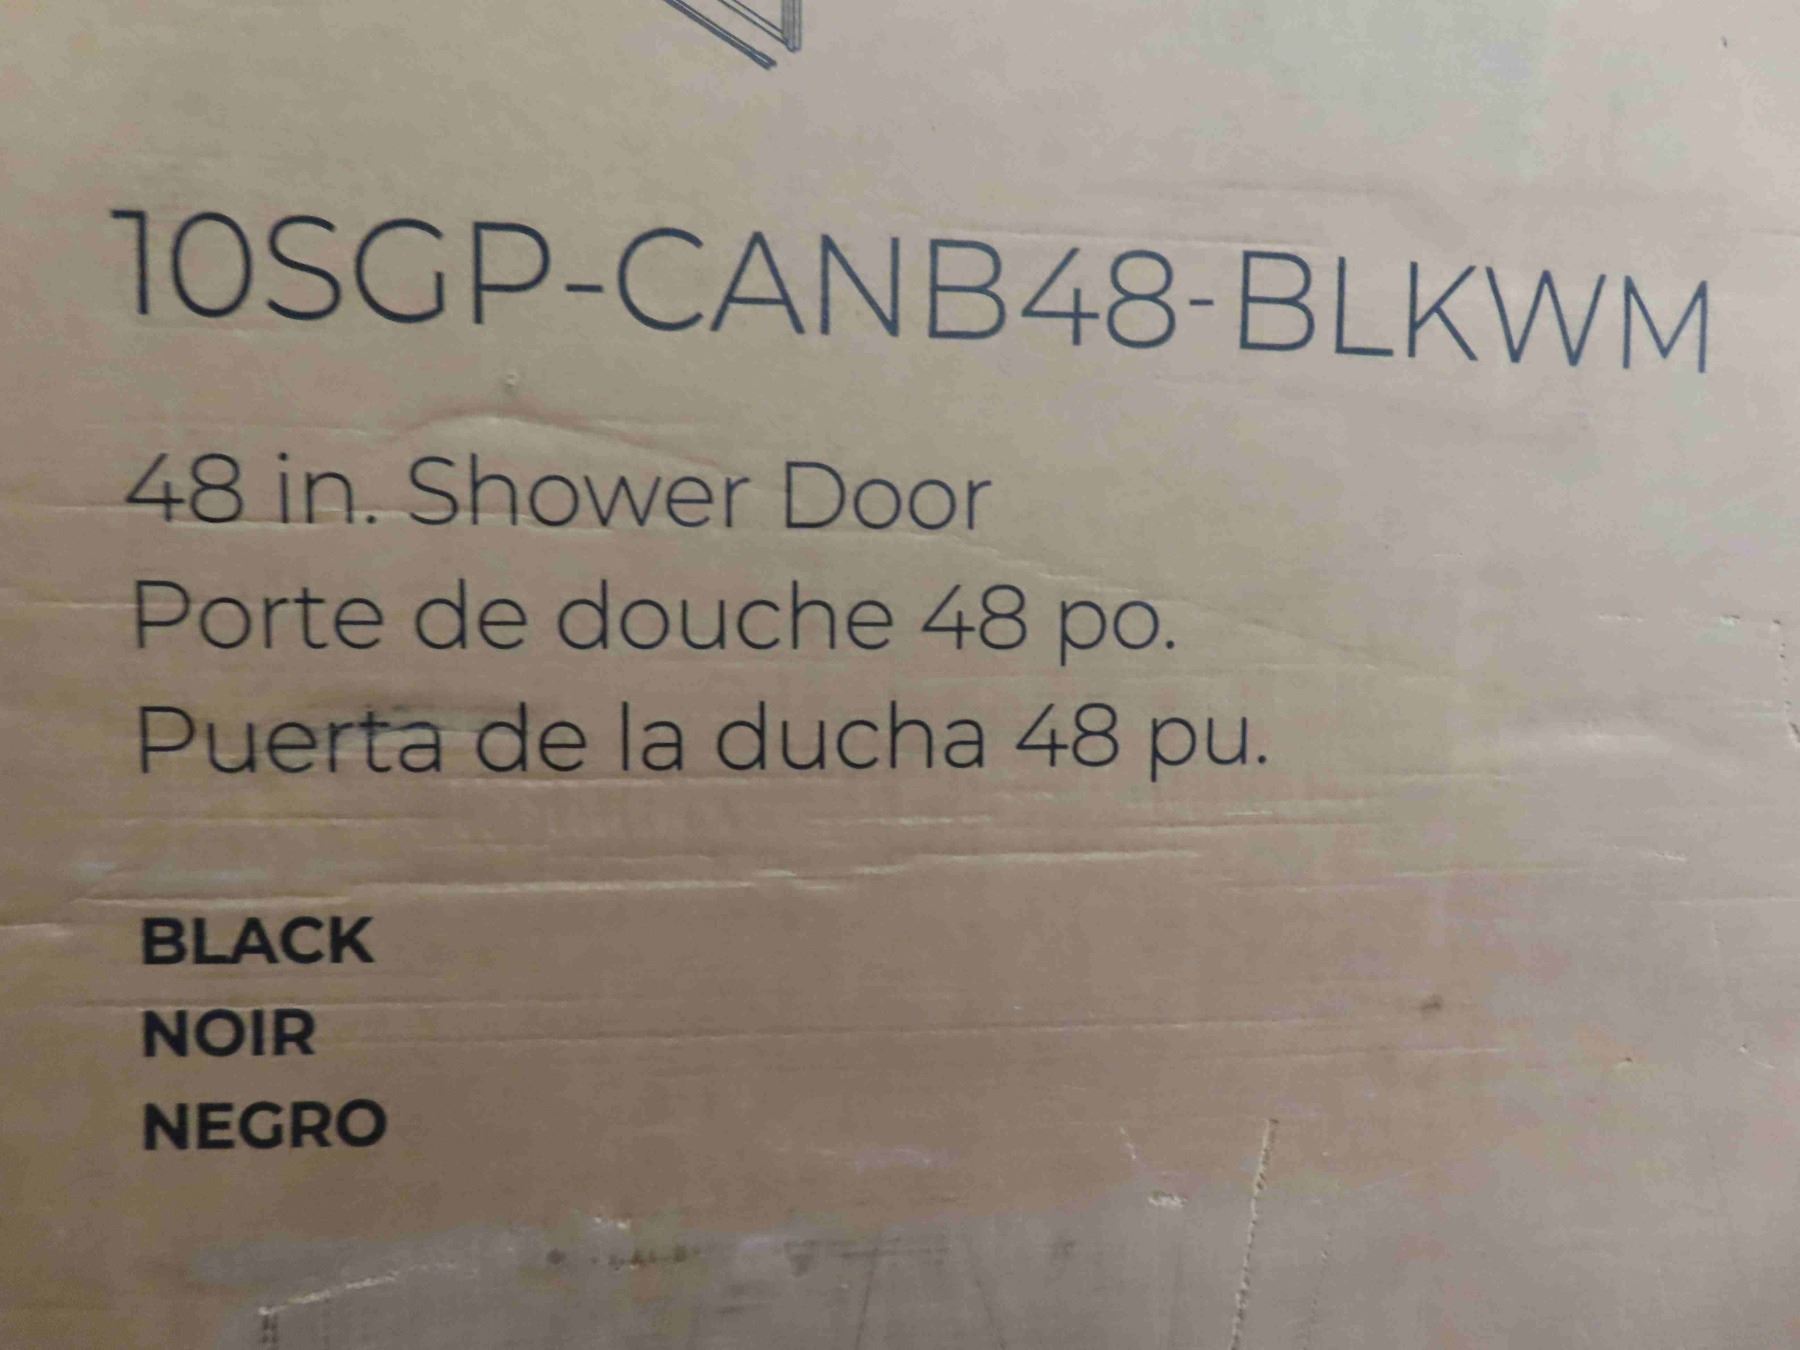 10SGP-CANB48-BLKWM
48 in. Shower Door
Porte de douche 48 po.
Puerta de la ducha 48 pu.
BLACK
NOIR
NEGRO